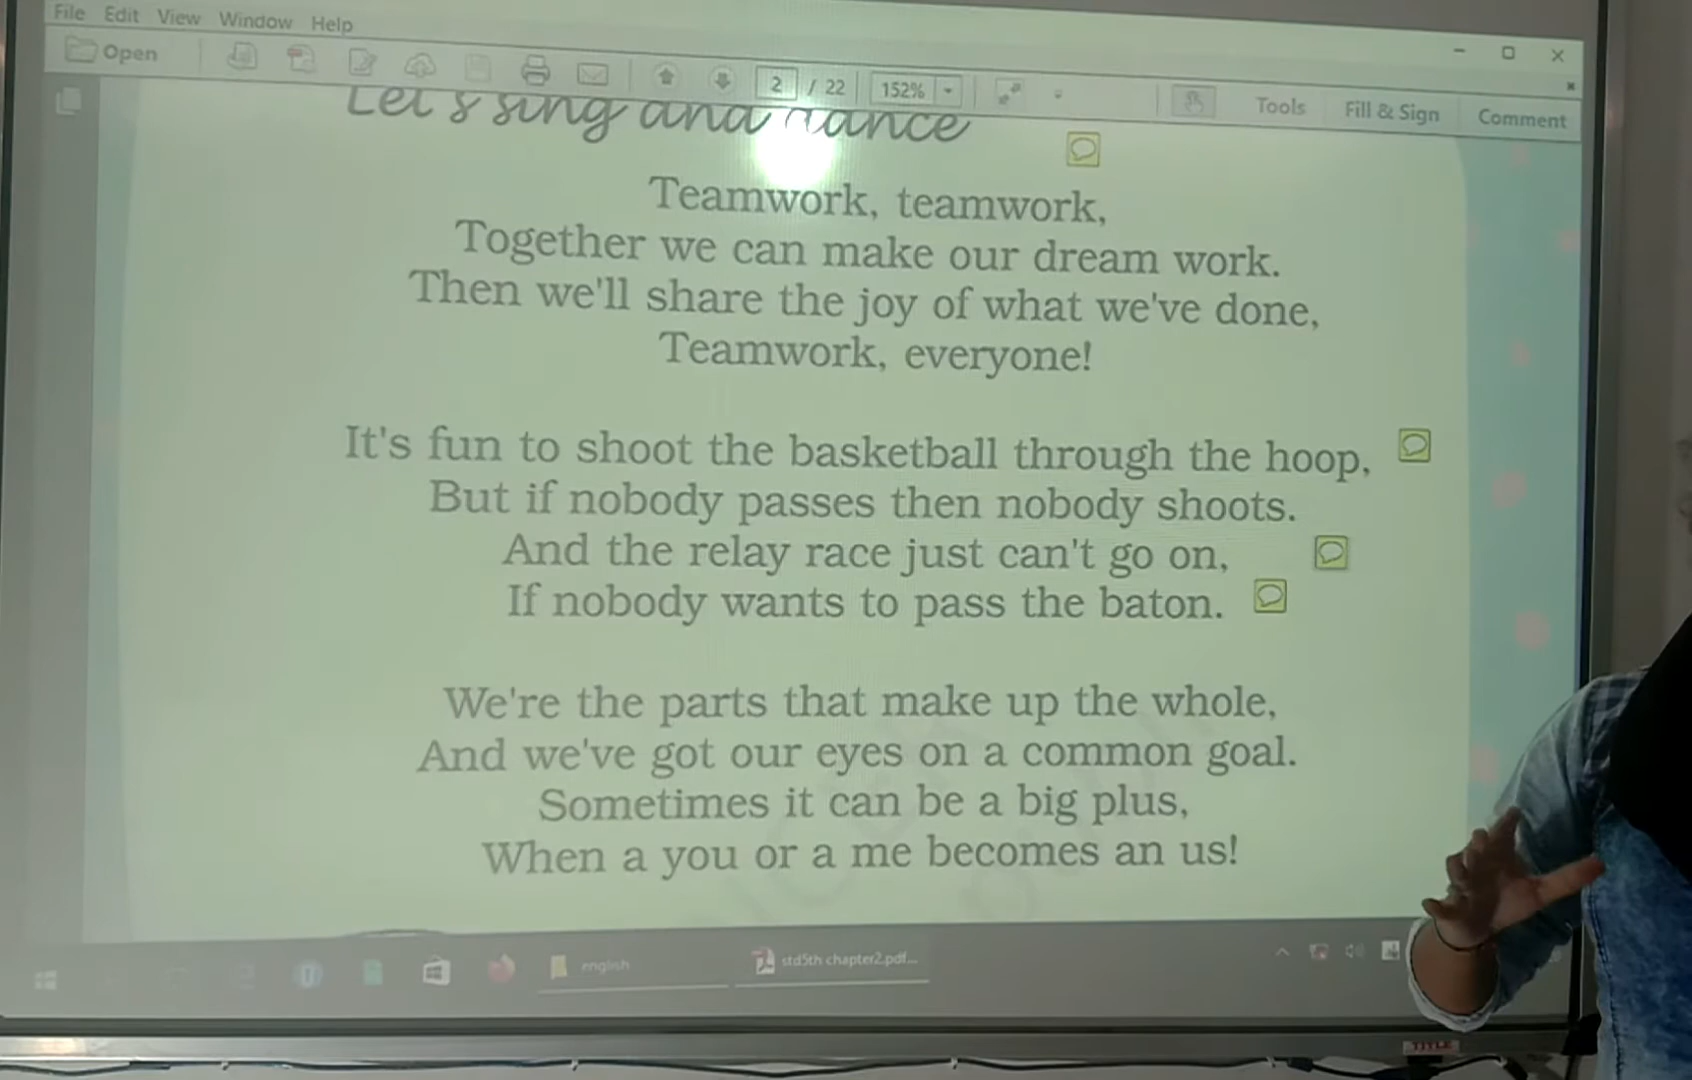 File Edit View Window Help
Open 2 / 22 152% Tools Fill & Sign Comment
Let's sing and dance
Teamwork, teamwork,
Together we can make our dream work.
Then we'll share the joy of what we've done,
Teamwork, everyone!
It's fun to shoot the basketball through the hoop,
But if nobody passes then nobody shoots.
And the relay race just can't go on,
If nobody wants to pass the baton.
We're the parts that make up the whole,
And we've got our eyes on a common goal.
Sometimes it can be a big plus,
When a you or a me becomes an us!
english std5th chapter2.pdf...
TITLE